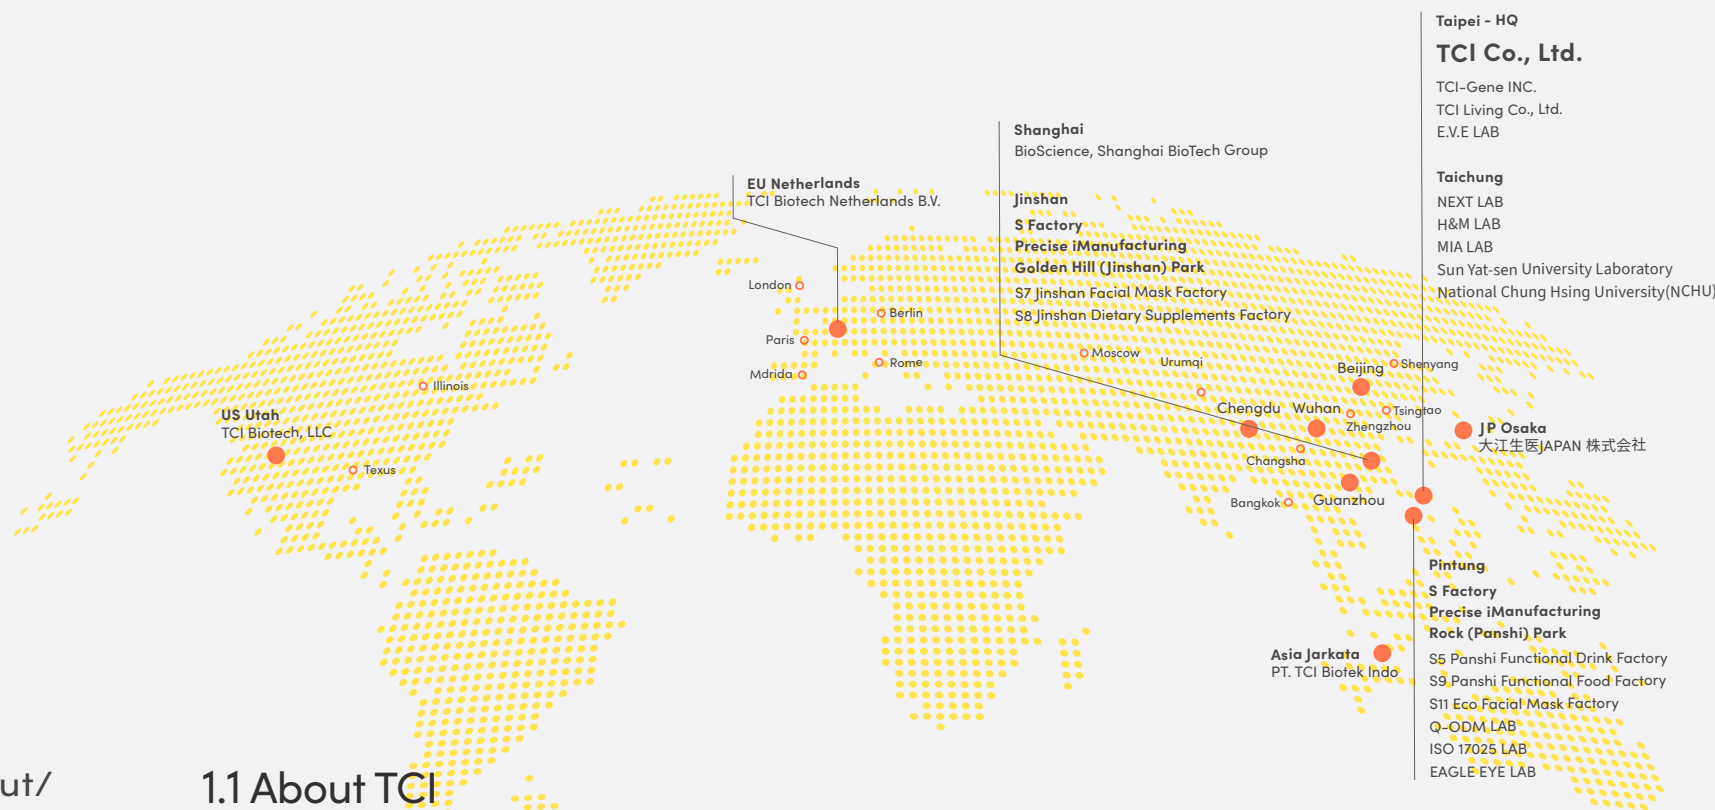 Taipei - HQ
TCI Co., Ltd.
TCI-Gene INC.
TCI Living Co., Ltd.
E.V.E LAB
Taichung
NEXT LAB
H&M LAB
MIA LAB
Sun Yat-sen University Laboratory
National Chung Hsing University(NCHU)
Shanghai
BioScience, Shanghai BioTech Group
Jinshan
S Factory
Precise iManufacturing
Golden Hill (Jinshan) Park
S7 Jinshan Facial Mask Factory
S8 Jinshan Dietary Supplements Factory
EU Netherlands
TCI Biotech Netherlands B.V.
London
Berlin
Paris
Rome
Mdrida
Moscow
Urumqi
Illinois
US Utah
TCI Biotech, LLC
Texus
Beijing
Shenyang
Chengdu
Wuhan
Tsingtao
Zhengzhou
JP Osaka
大江生医JAPAN 株式会社
Changsha
Bangkok
Guanzhou
Pintung
S Factory
Precise iManufacturing
Rock (Panshi) Park
S5 Panshi Functional Drink Factory
S9 Panshi Functional Food Factory
S11 Eco Facial Mask Factory
Q-ODM LAB
ISO 17025 LAB
EAGLE EYE LAB
Asia Jarkata
PT. TCI Biotek Indo
ut/
1.1 About TCI